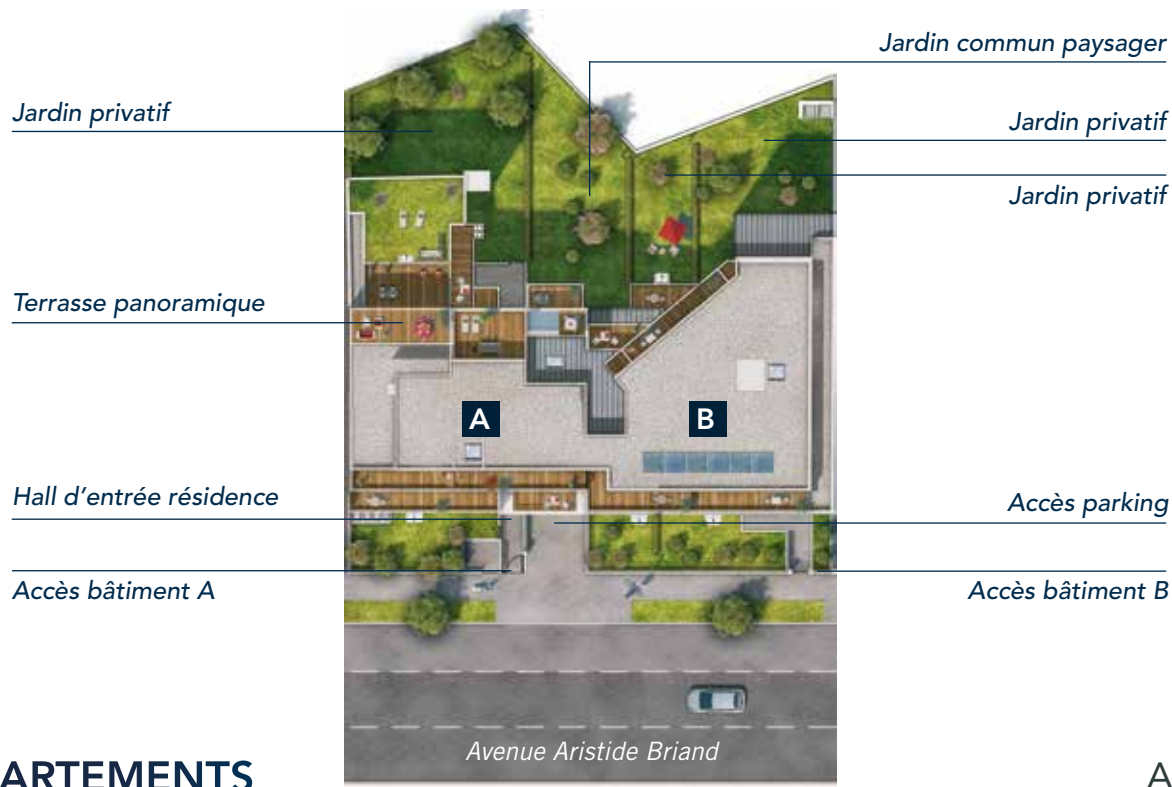 Jardin commun paysager
Jardin privatif
Jardin privatif
Jardin privatif
Terrasse panoramique
A
B
Hall d'entrée résidence
Accès parking
Accès bâtiment A
Accès bâtiment B
Avenue Aristide Briand
ARTEMENTS
A